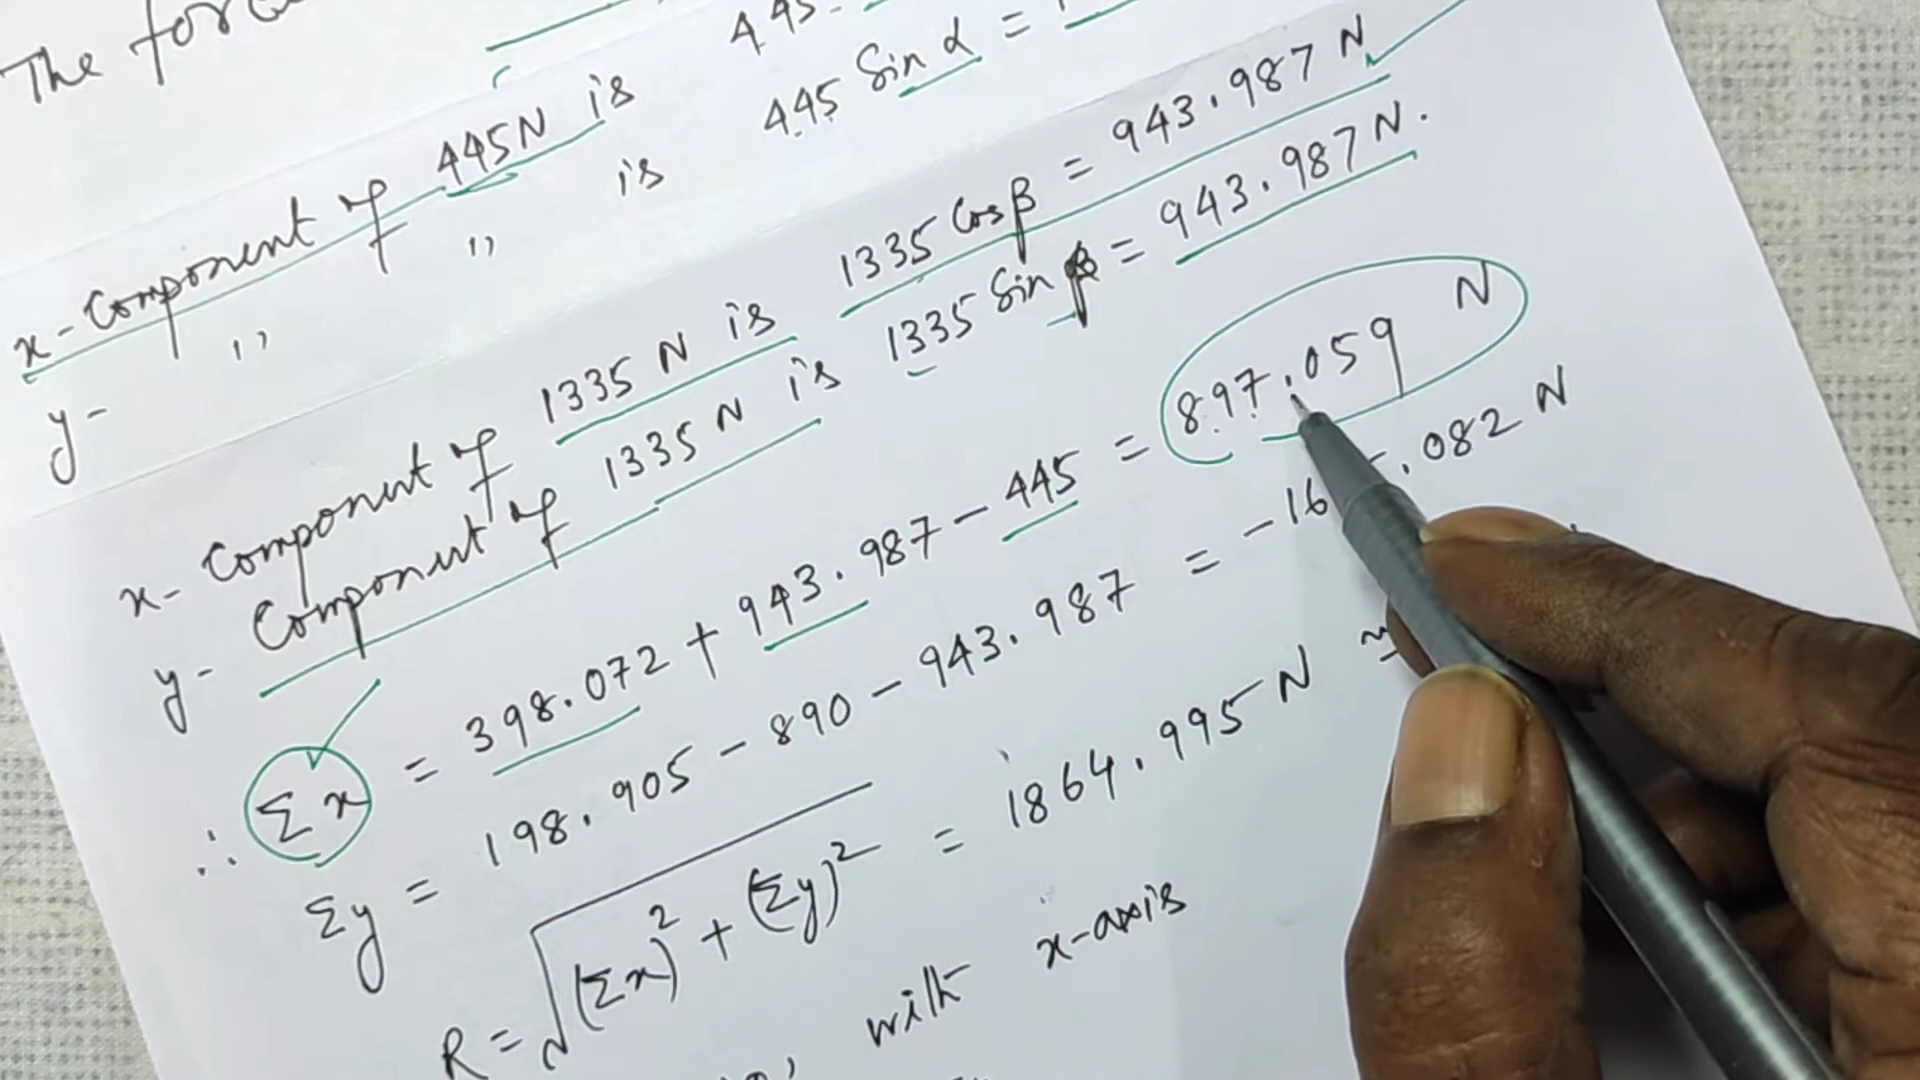 The
445
x- Component of 445N is
y- " " is 445 Sin α =
x- Component of 1335 N is 1335 Cos β = 943.987 N
y- Component of 1335 N is 1335 Sin β = 943.987 N.
∴ Σx = 398.072 + 943.987 - 445 = 897.059 N
Σy = 198.905 - 890 - 943.987 = -16 .082 N
R = √(Σx)² + (Σy)² = 1864.995 N ≈
with x-axis